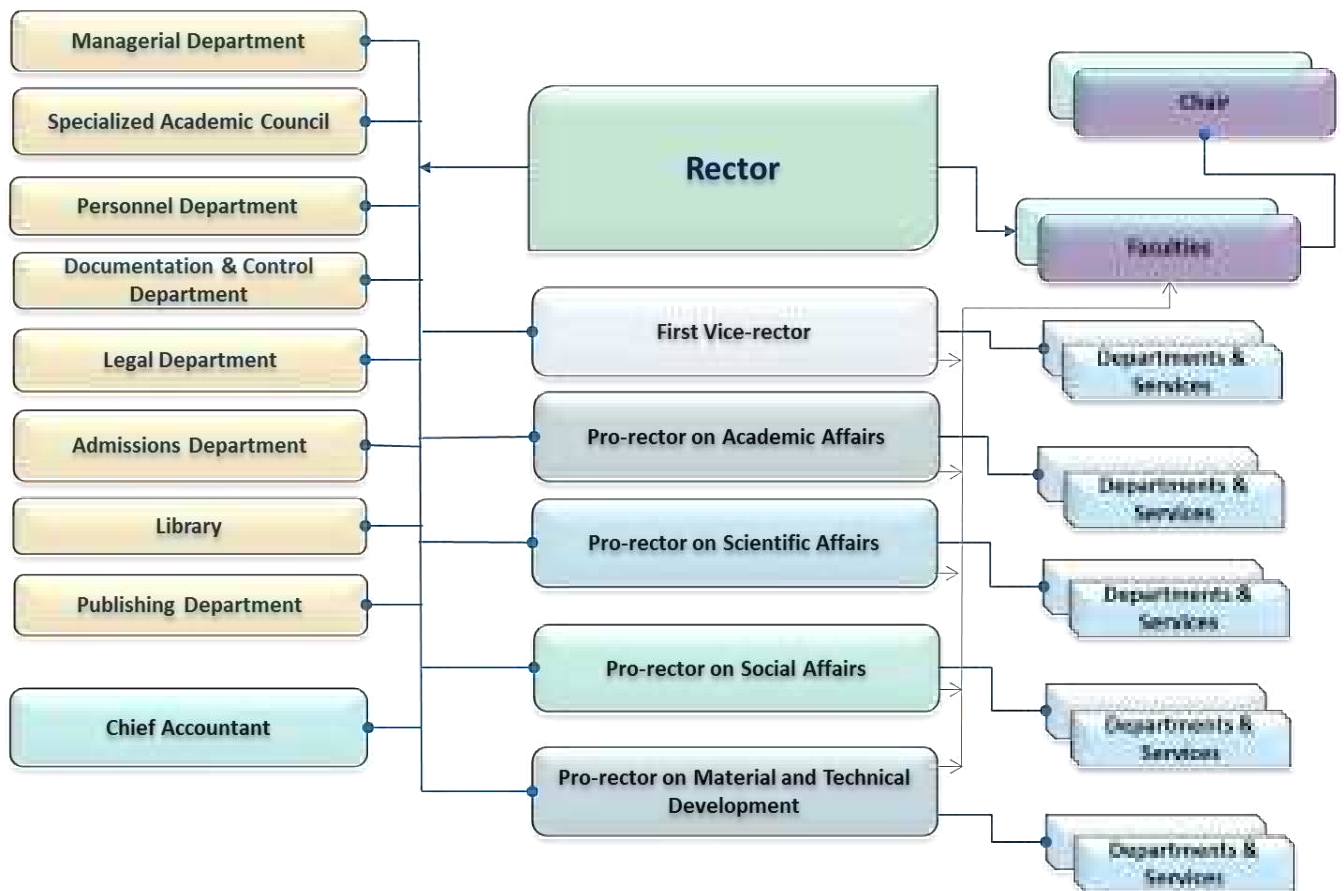 Managerial Department
Specialized Academic Council
Personnel Department
Documentation & Control
Department
Legal Department
Admissions Department
Library
Publishing Department
Chief Accountant
Rector
First Vice-rector
Pro-rector on Academic Affairs
Pro-rector on Scientific Affairs
Pro-rector on Social Affairs
Pro-rector on Material and Technical
Development
Chair
Faculties
Departments &
Services
Departments &
Services
Departments &
Services
Departments &
Services
Departments &
Services